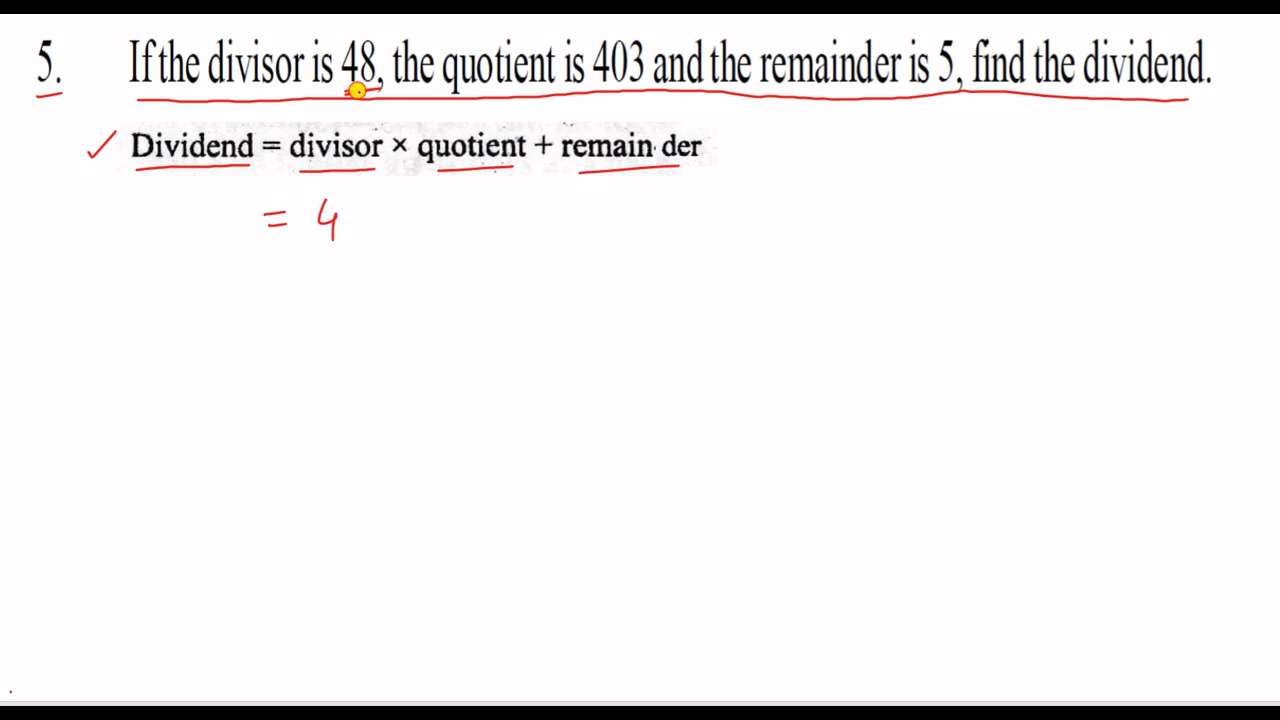 5. If the divisor is 48, the quotient is 403 and the remainder is 5, find the dividend.
✓ Dividend = divisor × quotient + remain der
= 4